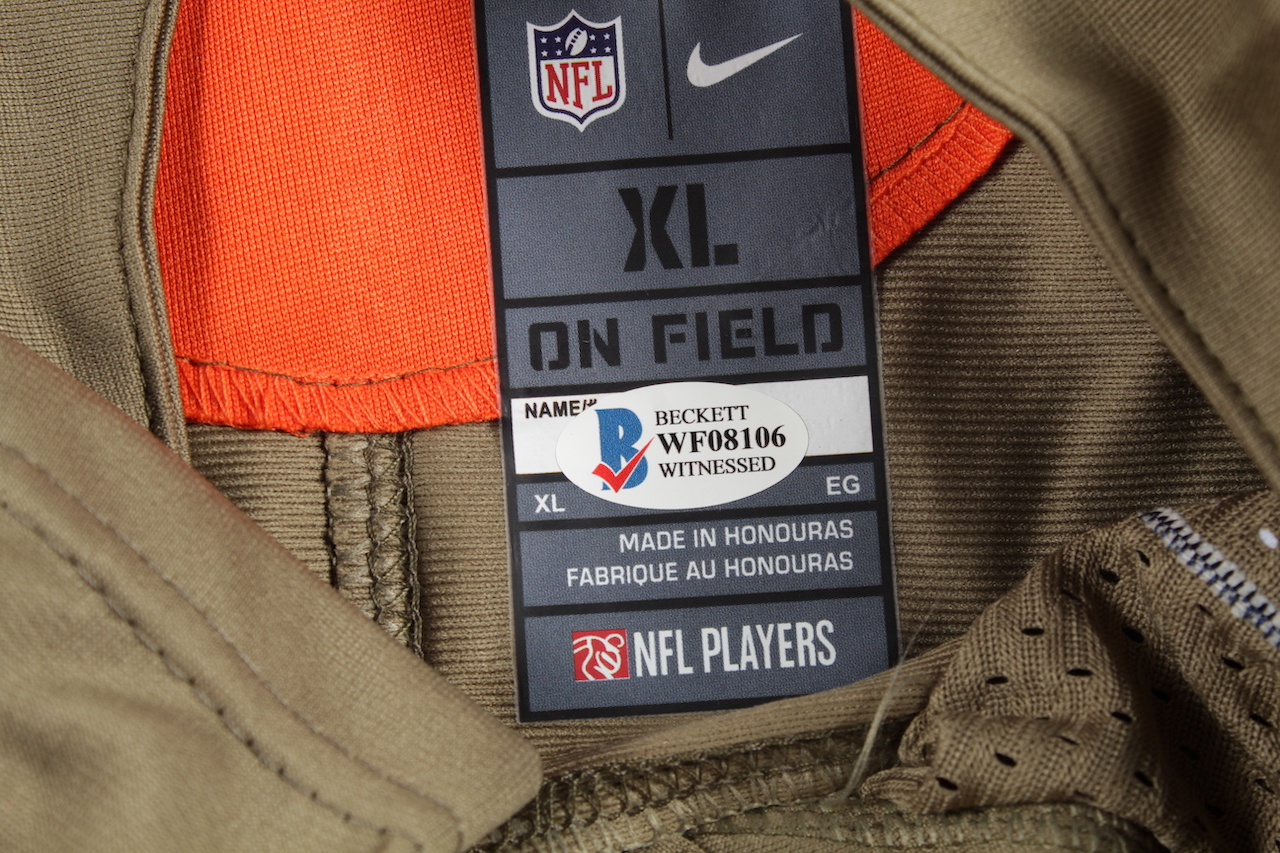 NFL
XL
ON FIELD
NAME/#
BECKETT
WF08106
WITNESSED
XL
EG
MADE IN HONOURAS
FABRIQUE AU HONOURAS
NFL PLAYERS